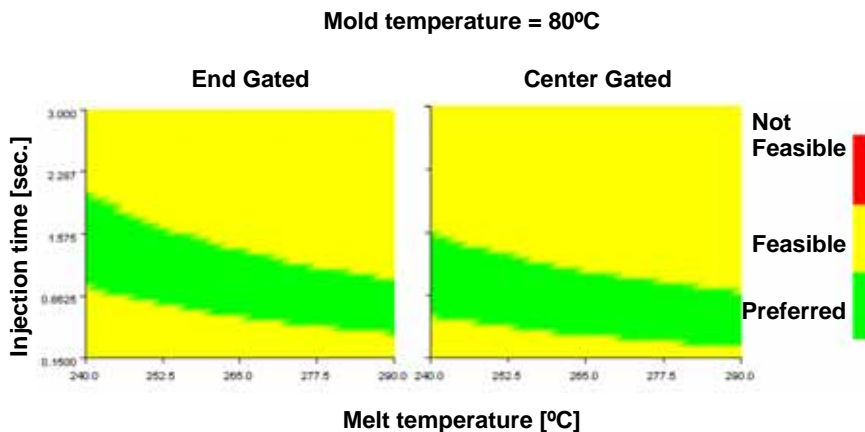 Mold temperature = 80ºC
End Gated
Center Gated
Injection time [sec.]
3.000
2.287
1.575
0.8625
0.1500
240.0
252.5
265.0
277.5
290.0
240.0
252.5
265.0
277.5
290.0
Melt temperature [ºC]
Not
Feasible
Feasible
Preferred